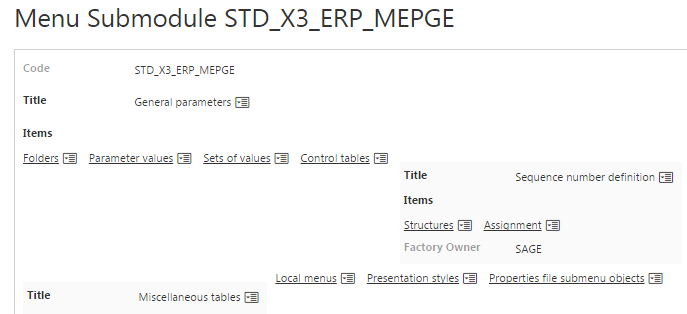 Menu Submodule STD_X3_ERP_MEPGE
Code STD_X3_ERP_MEPGE
Title General parameters
Items
Folders Parameter values Sets of values Control tables
Title Sequence number definition
Items
Structures Assignment
Factory Owner SAGE
Local menus Presentation styles Properties file submenu objects
Title Miscellaneous tables